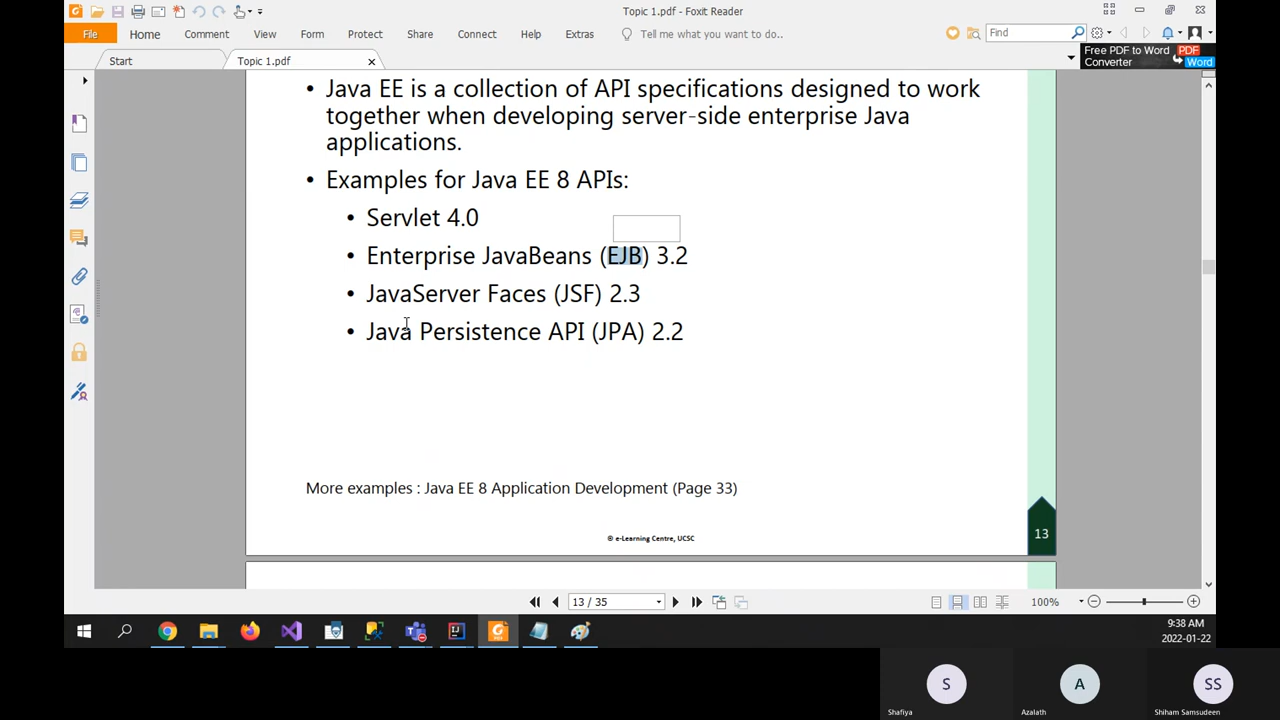 Topic 1.pdf - Foxit Reader
File Home Comment View Form Protect Share Connect Help Extras Tell me what you want to do.. Find
Start Topic 1.pdf Free PDF to Word Converter PDF Word
• Java EE is a collection of API specifications designed to work
together when developing server-side enterprise Java
applications.
• Examples for Java EE 8 APIs:
• Servlet 4.0
• Enterprise JavaBeans (EJB) 3.2
• JavaServer Faces (JSF) 2.3
• Java Persistence API (JPA) 2.2
More examples : Java EE 8 Application Development (Page 33)
13
© e-Learning Centre, UCSC
13 / 35 100%
9:38 AM
2022-01-22
S A SS
Shafiya Azalath Shiham Samsudeen